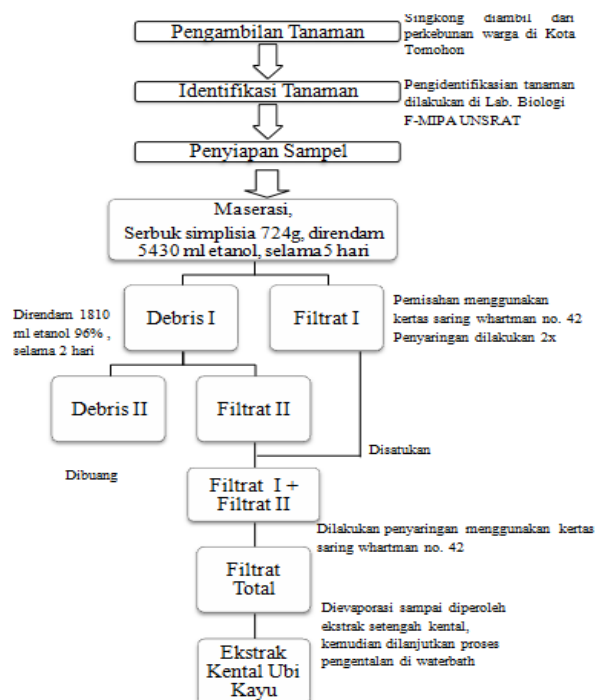 Pengambilan Tanaman
Singkong diambil dari
perkebunan warga di Kota
Tomohon
Identifikasi Tanaman
Pengidentifikasian tanaman
dilakukan di Lab. Biologi
F-MIPA UNSRAT
Penyiapan Sampel
Maserasi,
Serbuk simplisia 724g, direndam
5430 ml etanol, selama 5 hari
Direndam 1810
ml etanol 96% ,
selama 2 hari
Debris I
Filtrat I
Pemisahan menggunakan
kertas saring whartman no. 42
Penyaringan dilakukan 2x
Debris II
Filtrat II
Disatukan
Dibuang
Filtrat I +
Filtrat II
Dilakukan penyaringan menggunakan kertas
saring whartman no. 42
Filtrat
Total
Dievaporasi sampai diperoleh
ekstrak setengah kental,
kemudian dilanjutkan proses
pengentalan di waterbath
Ekstrak
Kental Ubi
Kayu